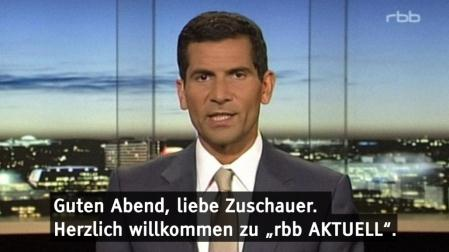 rbb
Guten Abend, liebe Zuschauer.
Herzlich willkommen zu „rbb AKTUELL“.